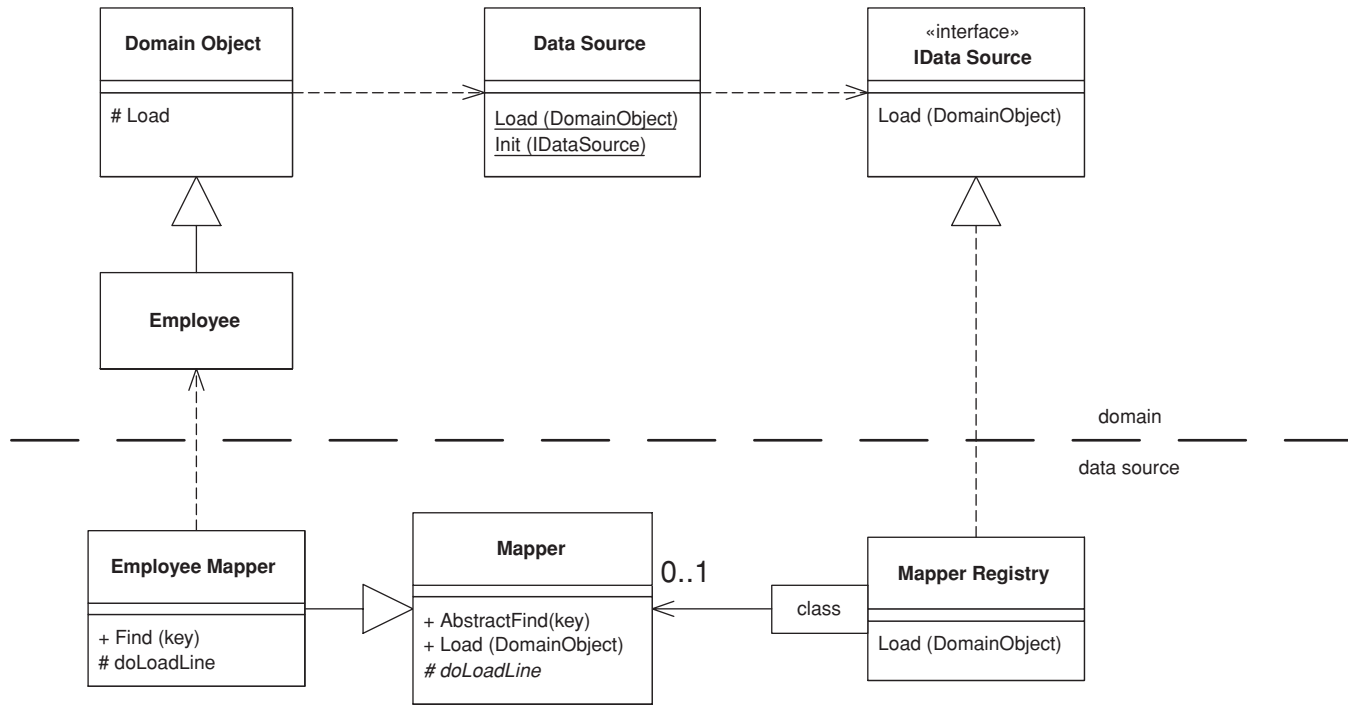 Domain Object
# Load
Data Source
Load (DomainObject)
Init (IDataSource)
«interface»
IData Source
Load (DomainObject)
Employee
domain
data source
Employee Mapper
+ Find (key)
# doLoadLine
Mapper
+ AbstractFind(key)
+ Load (DomainObject)
# doLoadLine
0..1
class
Mapper Registry
Load (DomainObject)